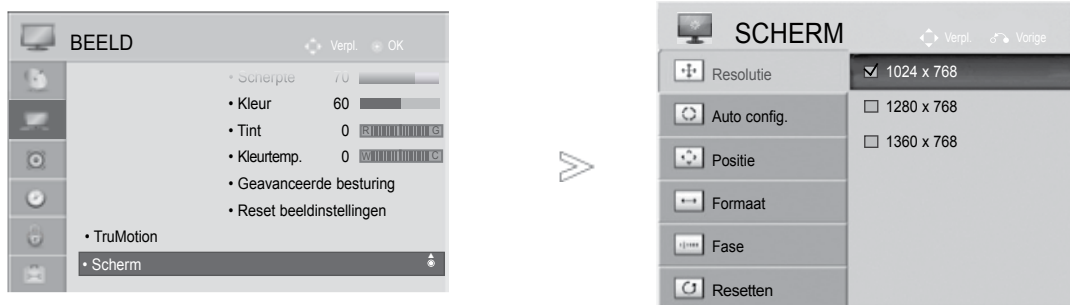 BEELD
Verpl. OK
• Scherpte 70
• Kleur 60
• Tint 0 R G
• Kleurtemp. 0 W C
• Geavanceerde besturing
• Reset beeldinstellingen
• TruMotion
• Scherm
SCHERM
Verpl. Vorige
Resolutie
Auto config.
Positie
Formaat
Fase
Resetten
1024 x 768
1280 x 768
1360 x 768